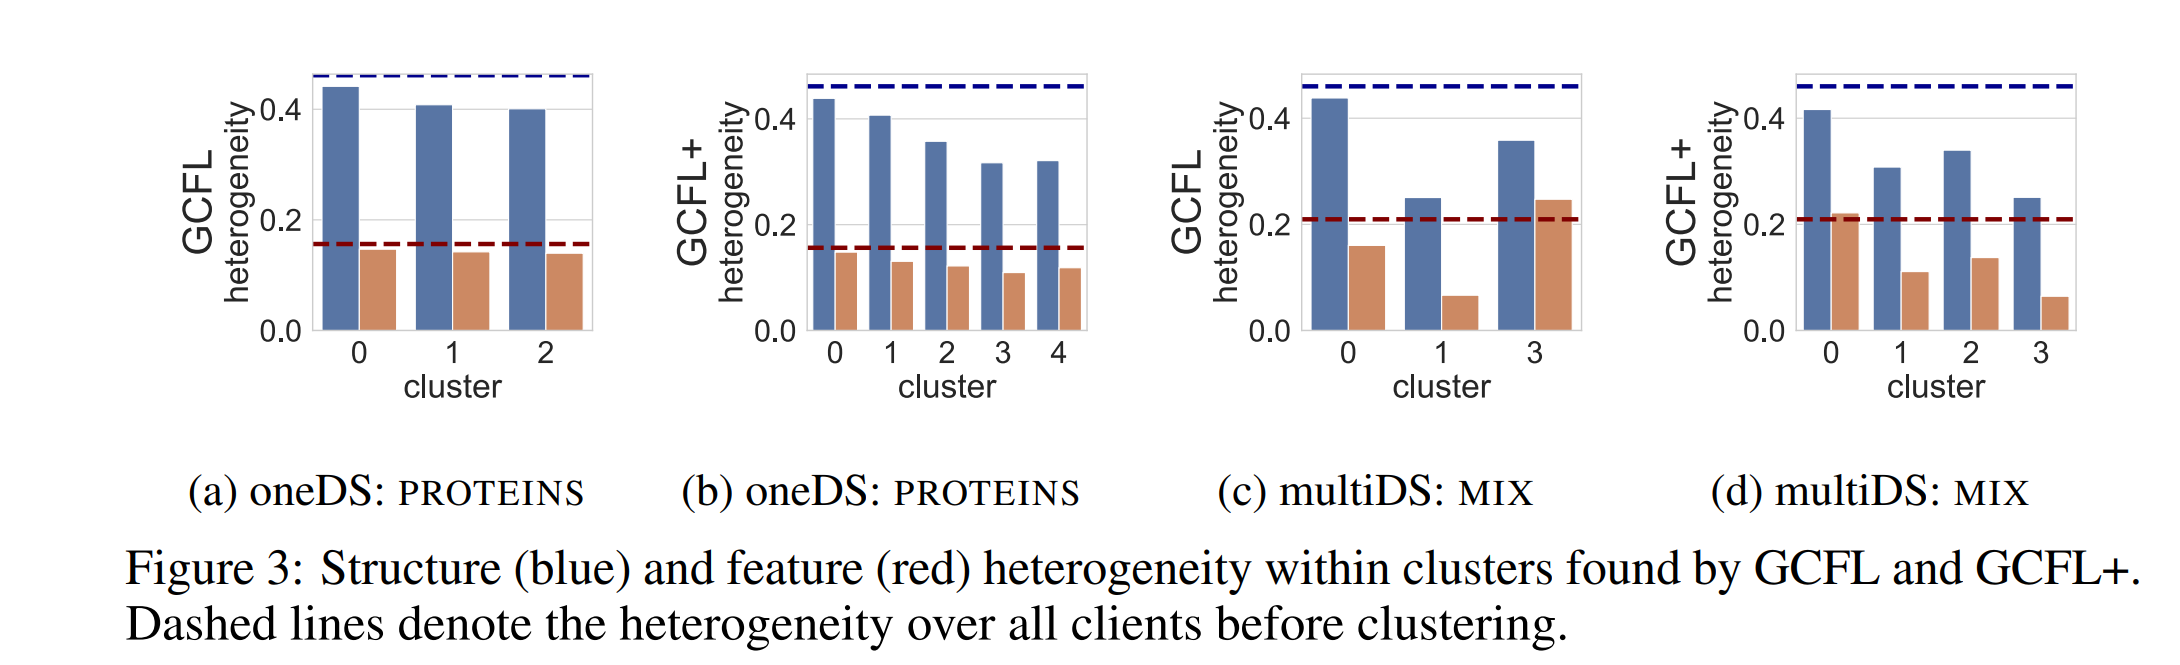 GCFL
heterogeneity
0.4
0.2
0.0
0 1 2
cluster
GCFL+
heterogeneity
0.4
0.2
0.0
0 1 2 3 4
cluster
GCFL
heterogeneity
0.4
0.2
0.0
0 1 3
cluster
GCFL+
heterogeneity
0.4
0.2
0.0
0 1 2 3
cluster
(a) oneDS: PROTEINS
(b) oneDS: PROTEINS
(c) multiDS: MIX
(d) multiDS: MIX
Figure 3: Structure (blue) and feature (red) heterogeneity within clusters found by GCFL and GCFL+.
Dashed lines denote the heterogeneity over all clients before clustering.